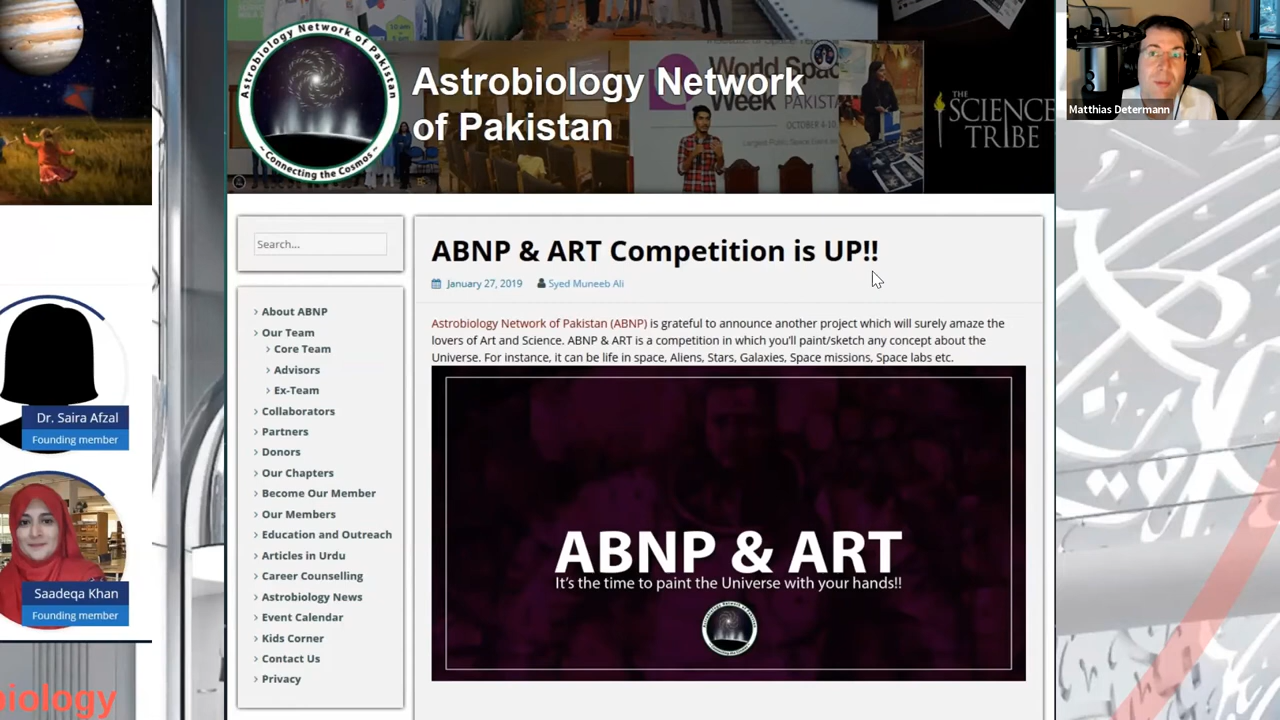 Astrobiology Network of Pakistan
~ Connecting the Cosmos ~
Astrobiology Network
of Pakistan
World Space
Week PAKISTA
OCTOBER 4-10
THE
SCIENCE
TRIBE
Matthias Determann
Search...
About ABNP
Our Team
Core Team
Advisors
Ex-Team
Collaborators
Partners
Donors
Our Chapters
Become Our Member
Our Members
Education and Outreach
Articles in Urdu
Career Counselling
Astrobiology News
Event Calendar
Kids Corner
Contact Us
Privacy
ABNP & ART Competition is UP!!
January 27, 2019 Syed Muneeb Ali
Astrobiology Network of Pakistan (ABNP) is grateful to announce another project which will surely amaze the
lovers of Art and Science. ABNP & ART is a competition in which you'll paint/sketch any concept about the
Universe. For instance, it can be life in space, Aliens, Stars, Galaxies, Space missions, Space labs etc.
ABNP & ART
It's the time to paint the Universe with your hands!!
Dr. Saira Afzal
Founding member
Saadeqa Khan
Founding member
biology